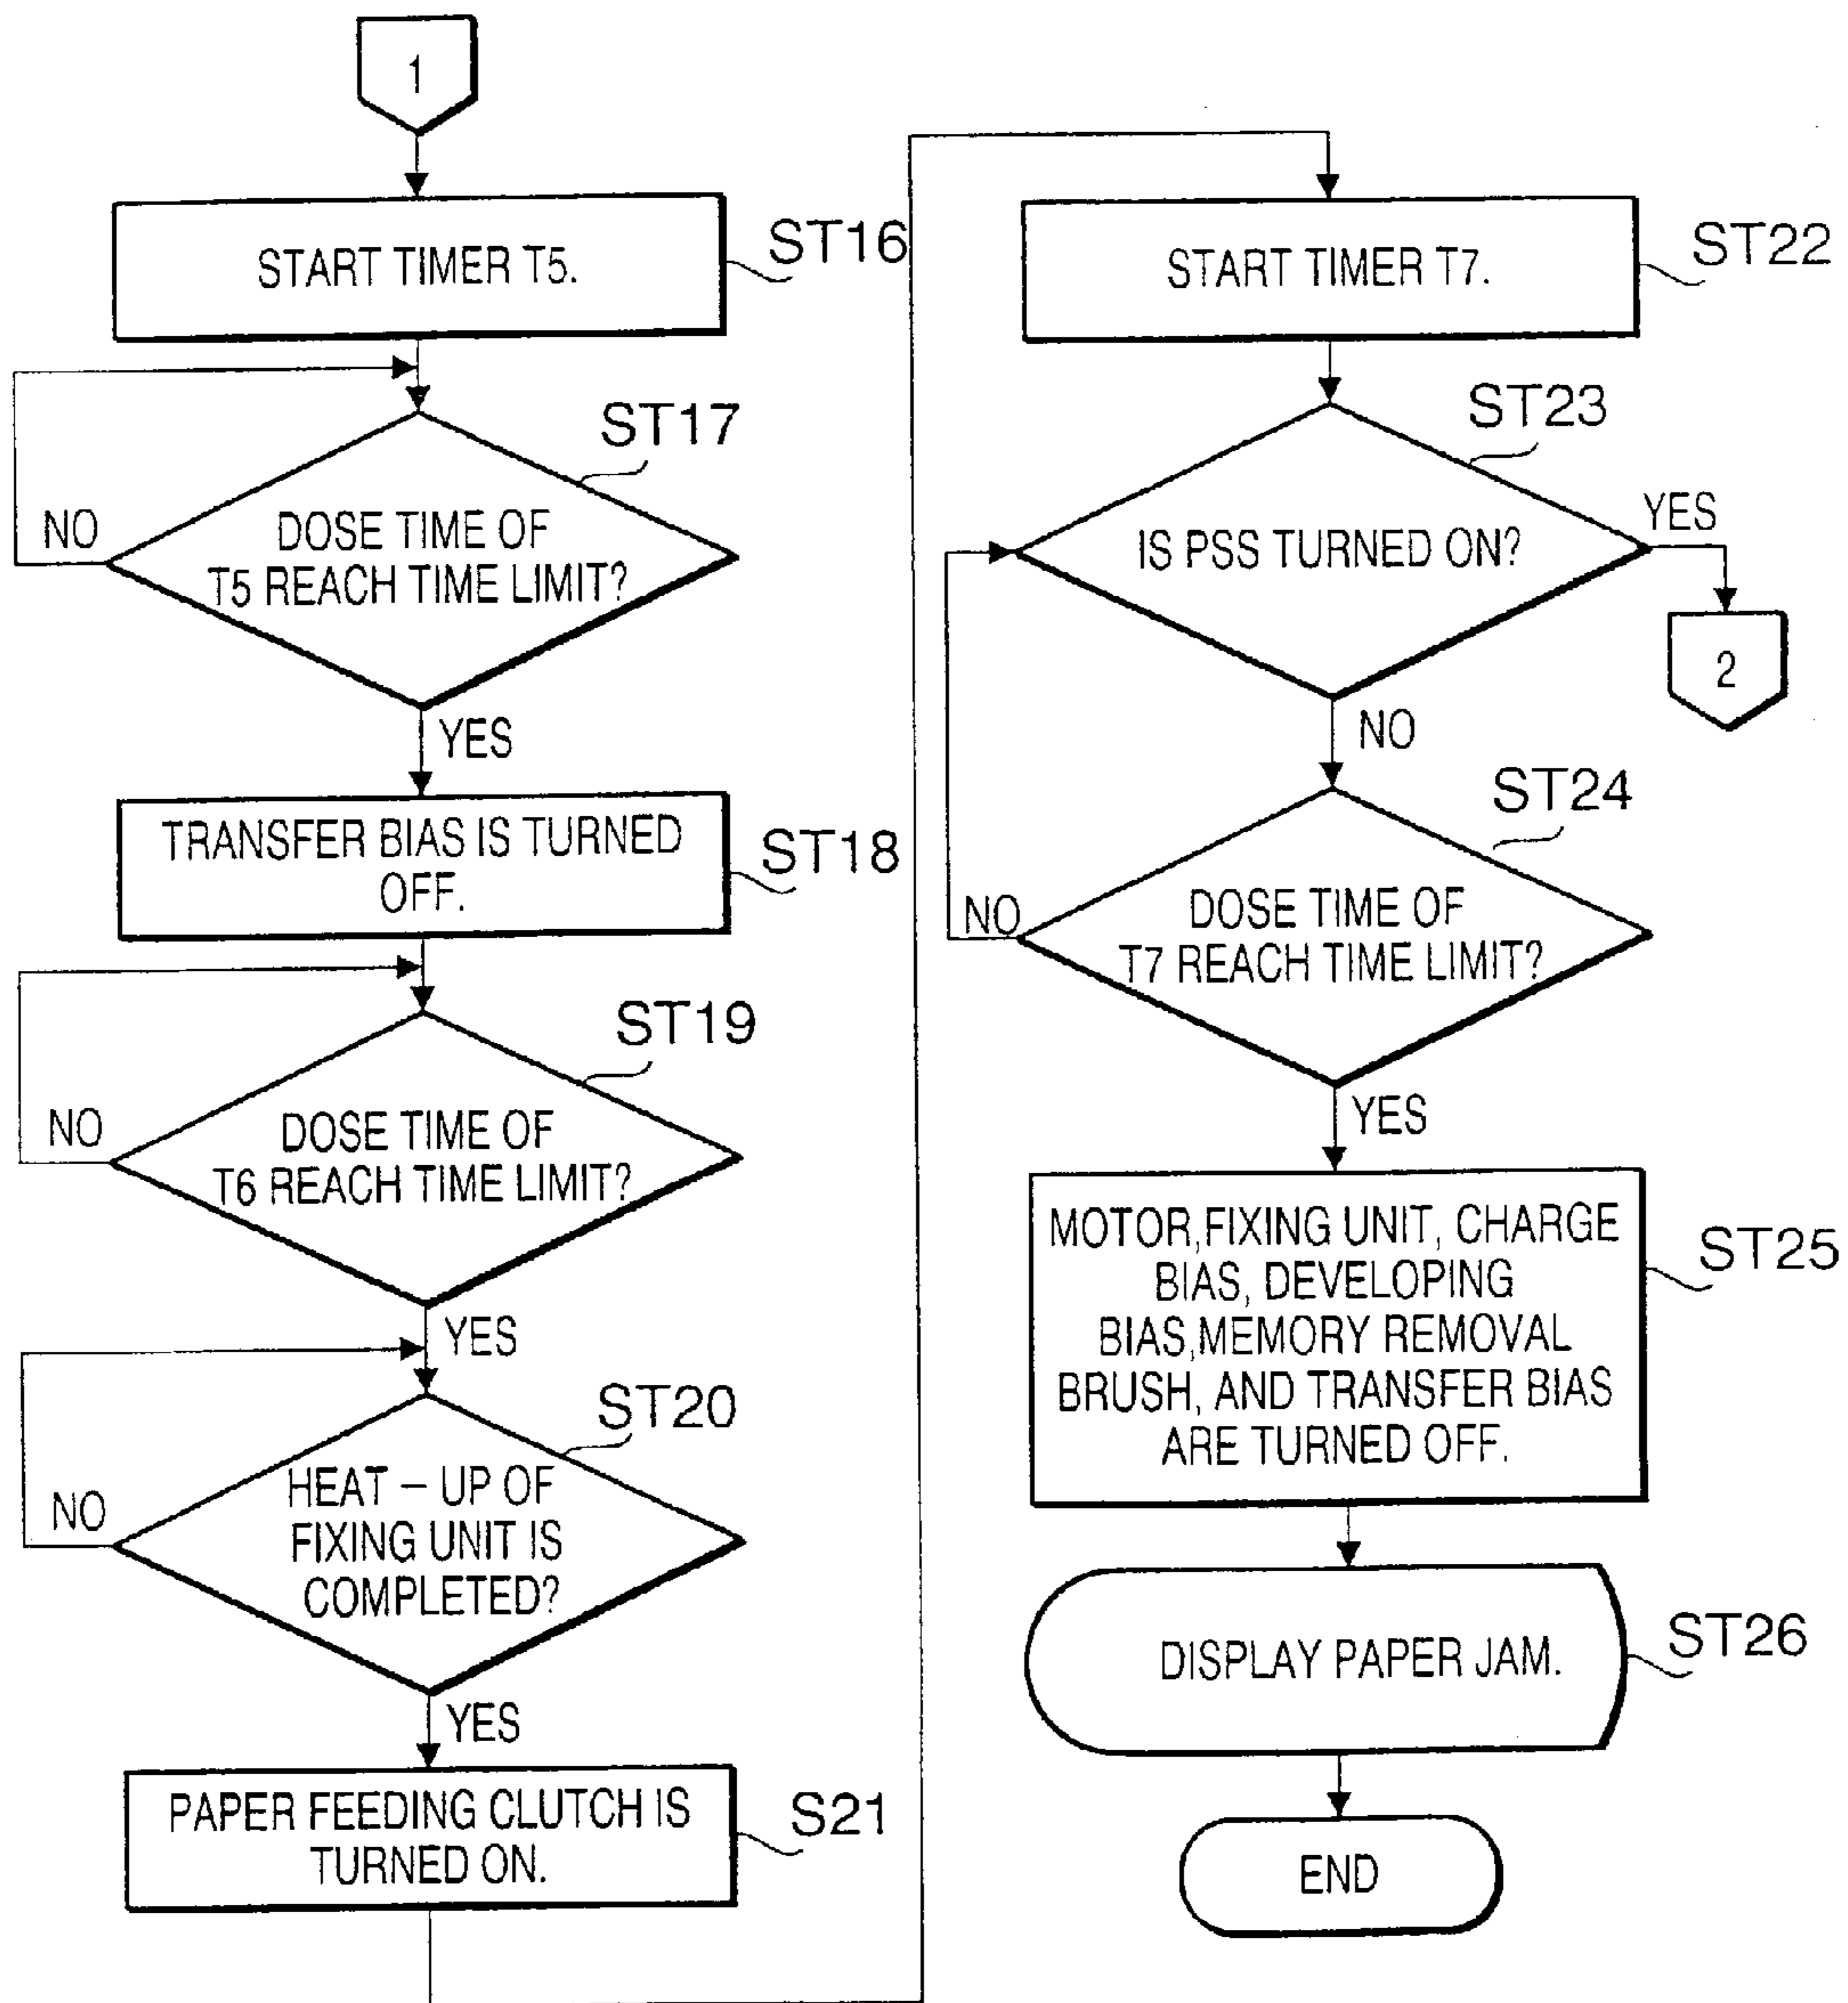 1
START TIMER T5.
ST16
ST17
NO
DOSE TIME OF
T5 REACH TIME LIMIT?
YES
TRANSFER BIAS IS TURNED
OFF.
ST18
ST19
NO
DOSE TIME OF
T6 REACH TIME LIMIT?
YES
ST20
NO
HEAT – UP OF
FIXING UNIT IS
COMPLETED?
YES
PAPER FEEDING CLUTCH IS
TURNED ON.
S21
START TIMER T7.
ST22
ST23
IS PSS TURNED ON?
YES
2
NO
ST24
NO
DOSE TIME OF
T7 REACH TIME LIMIT?
YES
MOTOR,FIXING UNIT, CHARGE
BIAS, DEVELOPING
BIAS,MEMORY REMOVAL
BRUSH, AND TRANSFER BIAS
ARE TURNED OFF.
ST25
DISPLAY PAPER JAM.
ST26
END